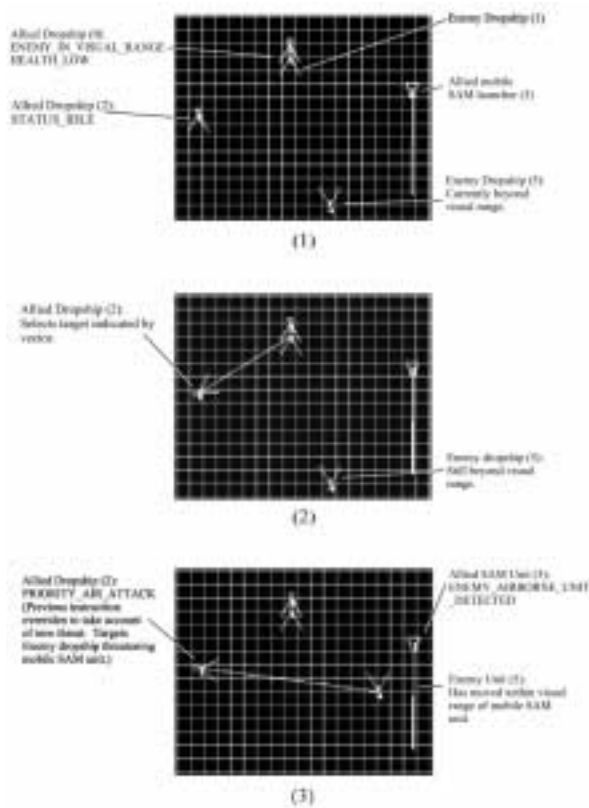 Allied Dropship (4):
ENEMY_IN_VISUAL_RANGE
HEALTH_LOW
Enemy Dropship (1)
Allied mobile
SAM launcher (3)
Allied Dropship (2):
STATUS_IDLE
Enemy Dropship (5):
Currently beyond
visual range.
(1)
Allied Dropship (2):
Selects target indicated by
vector.
Enemy dropship (5):
Still beyond visual
range.
(2)
Allied Dropship (2):
PRIORITY_AIR_ATTACK
(Previous instruction
overridden to take account
of new threat. Targets
Enemy dropship threatening
mobile SAM unit.)
Allied SAM Unit (3):
ENEMY_AIRBORNE_UNIT
_DETECTED
Enemy Unit (5):
Has moved within visual
range of mobile SAM
unit.
(3)